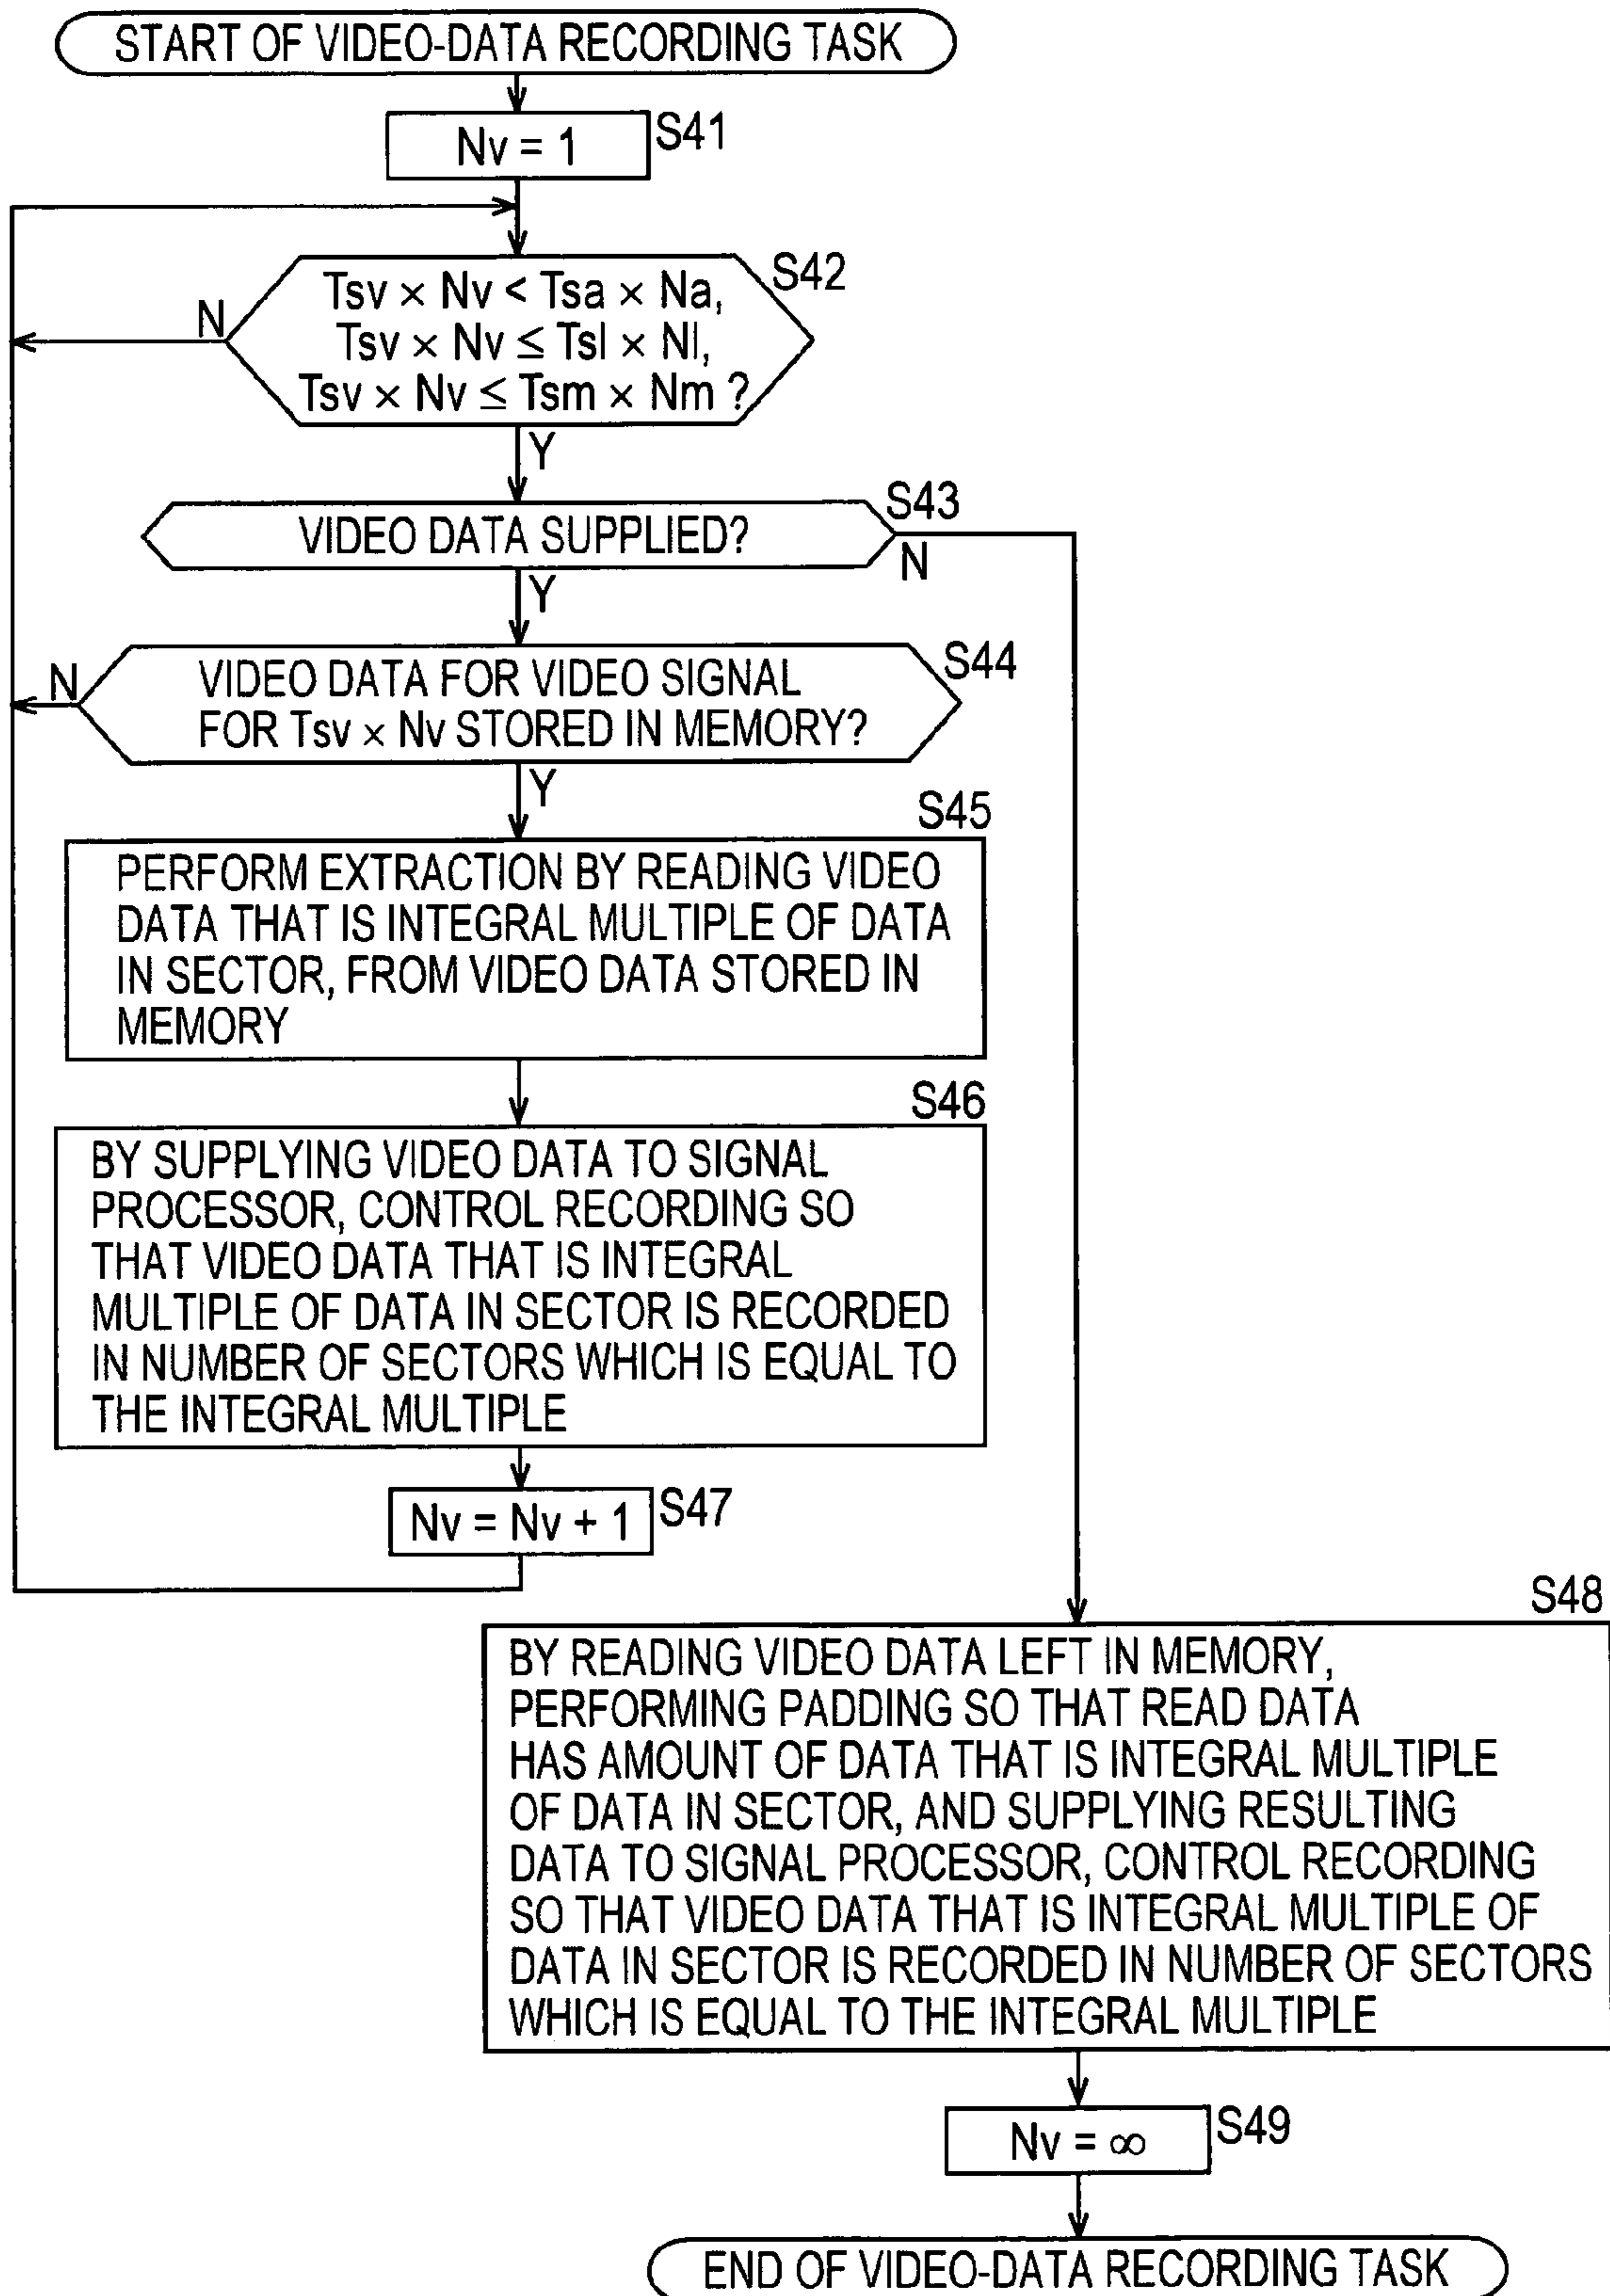 START OF VIDEO-DATA RECORDING TASK
Nv = 1
S41
S42
Tsv × Nv < Tsa × Na,
Tsv × Nv ≤ Tsl × Nl,
Tsv × Nv ≤ Tsm × Nm ?
N
Y
S43
VIDEO DATA SUPPLIED?
N
Y
S44
VIDEO DATA FOR VIDEO SIGNAL
FOR Tsv × Nv STORED IN MEMORY?
N
Y
S45
PERFORM EXTRACTION BY READING VIDEO
DATA THAT IS INTEGRAL MULTIPLE OF DATA
IN SECTOR, FROM VIDEO DATA STORED IN
MEMORY
S46
BY SUPPLYING VIDEO DATA TO SIGNAL
PROCESSOR, CONTROL RECORDING SO
THAT VIDEO DATA THAT IS INTEGRAL
MULTIPLE OF DATA IN SECTOR IS RECORDED
IN NUMBER OF SECTORS WHICH IS EQUAL TO
THE INTEGRAL MULTIPLE
Nv = Nv + 1
S47
S48
BY READING VIDEO DATA LEFT IN MEMORY,
PERFORMING PADDING SO THAT READ DATA
HAS AMOUNT OF DATA THAT IS INTEGRAL MULTIPLE
OF DATA IN SECTOR, AND SUPPLYING RESULTING
DATA TO SIGNAL PROCESSOR, CONTROL RECORDING
SO THAT VIDEO DATA THAT IS INTEGRAL MULTIPLE OF
DATA IN SECTOR IS RECORDED IN NUMBER OF SECTORS
WHICH IS EQUAL TO THE INTEGRAL MULTIPLE
Nv = ∞
S49
END OF VIDEO-DATA RECORDING TASK